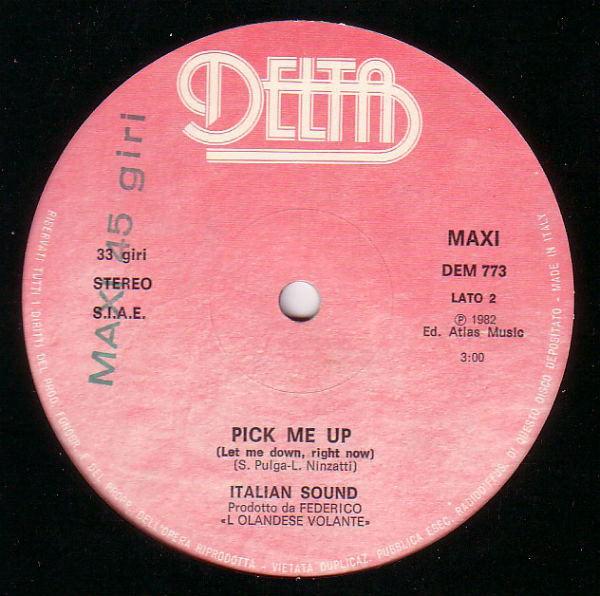 DELTA
MAX 45 giri
33 giri
STEREO
S.I.A.E.
MAXI
DEM 773
LATO 2
Ⓟ 1982
Ed. Atlas Music
3:00
PICK ME UP
(Let me down, right now)
(S. Pulga-L. Ninzatti)
ITALIAN SOUND
Prodotto da FEDERICO
«L OLANDESE VOLANTE»
RISERVATI TUTTI I DIRITTI DEL PROD. FONOGR. E DEL PROPR. DELL'OPERA RIPRODOTTA - VIETATA DUPLICAZ. PUBBLICA ESEC. RADIODIFFUS. DI QUESTO DISCO DEPOSITATO - MADE IN ITALY